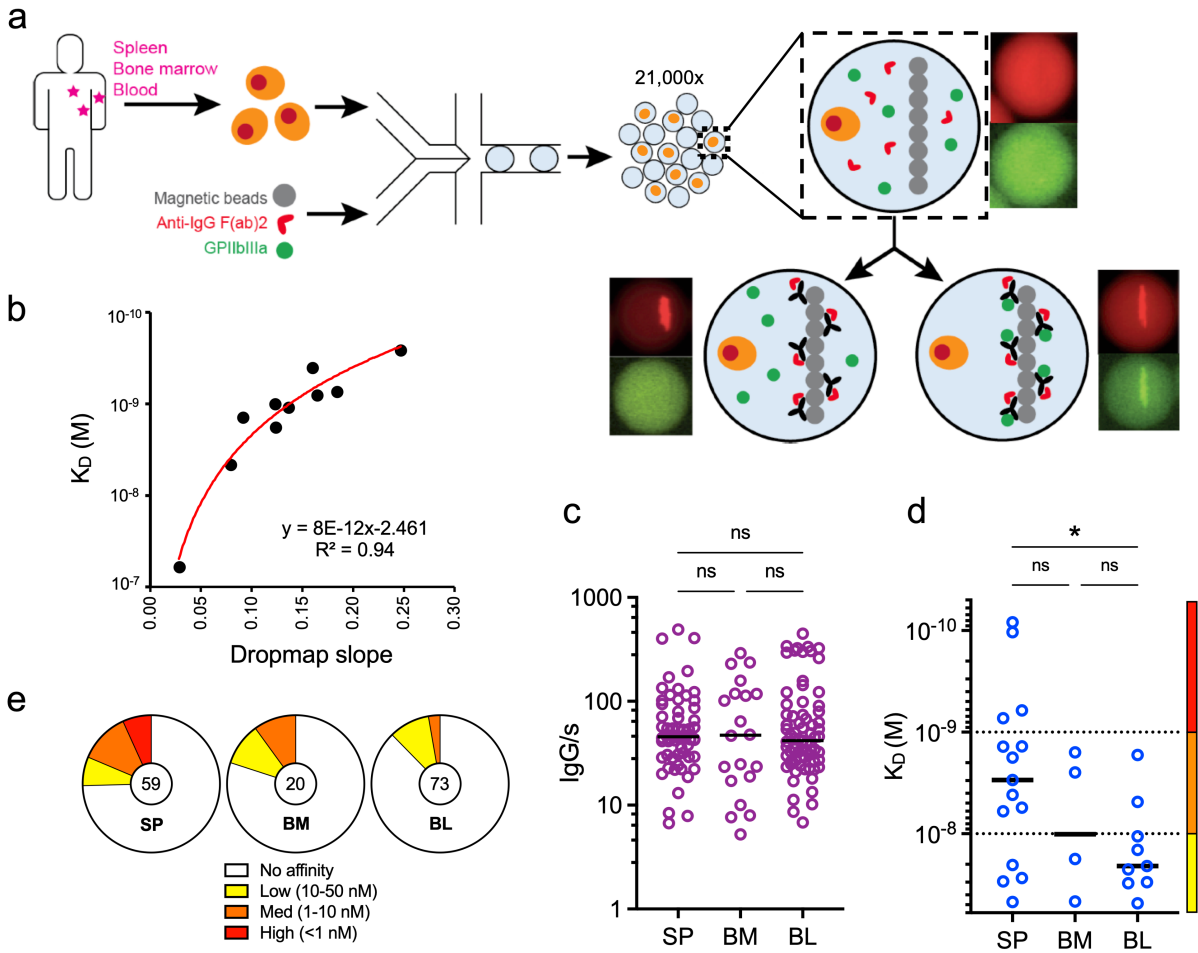 a
Spleen
Bone marrow
Blood
21,000x
Magnetic beads
Anti-IgG F(ab)2
GPIIbIIIa
b
10-10
10-9
10-8
10-7
KD (M)
y = 8E-12x-2.461
R² = 0.94
0.00
0.05
0.10
0.15
0.20
0.25
0.30
Dropmap slope
c
ns
ns
ns
1000
100
10
1
IgG/s
SP
BM
BL
d
*
ns
ns
10-10
10-9
10-8
KD (M)
SP
BM
BL
e
59
SP
20
BM
73
BL
No affinity
Low (10-50 nM)
Med (1-10 nM)
High (<1 nM)